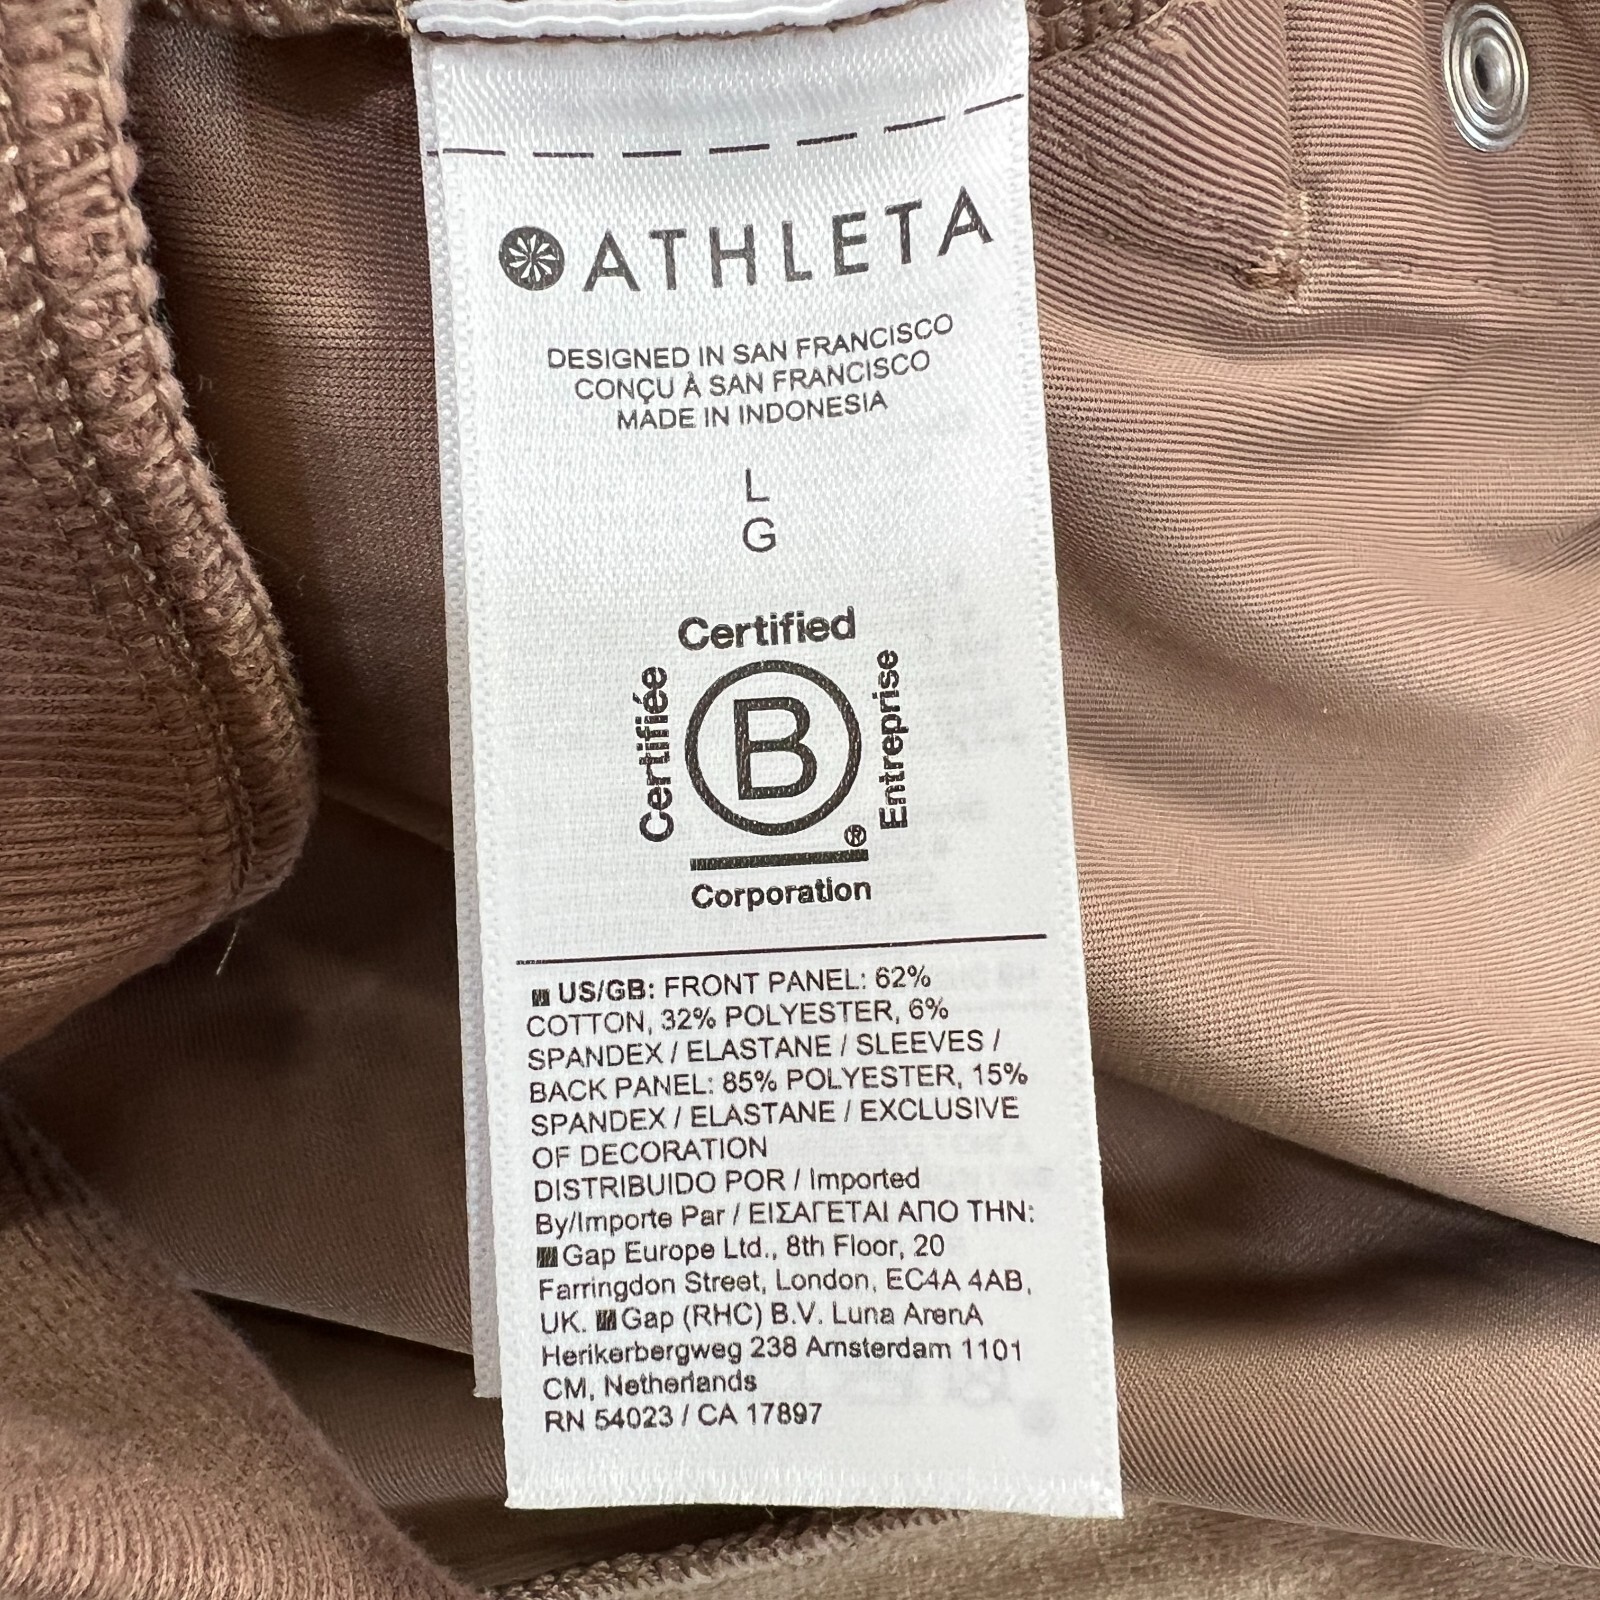 ATHLETA
DESIGNED IN SAN FRANCISCO
CONÇU À SAN FRANCISCO
MADE IN INDONESIA
L
G
Certified
Certifiée
B
Entreprise
®
Corporation
US/GB: FRONT PANEL: 62%
COTTON, 32% POLYESTER, 6%
SPANDEX / ELASTANE / SLEEVES /
BACK PANEL: 85% POLYESTER, 15%
SPANDEX / ELASTANE / EXCLUSIVE
OF DECORATION
DISTRIBUIDO POR / Imported
By/Importe Par / ΕΙΣΑΓΕΤΑΙ ΑΠΟ ΤΗΝ:
Gap Europe Ltd., 8th Floor, 20
Farringdon Street, London, EC4A 4AB,
UK. Gap (RHC) B.V. Luna ArenA
Herikerbergweg 238 Amsterdam 1101
CM, Netherlands
RN 54023 / CA 17897